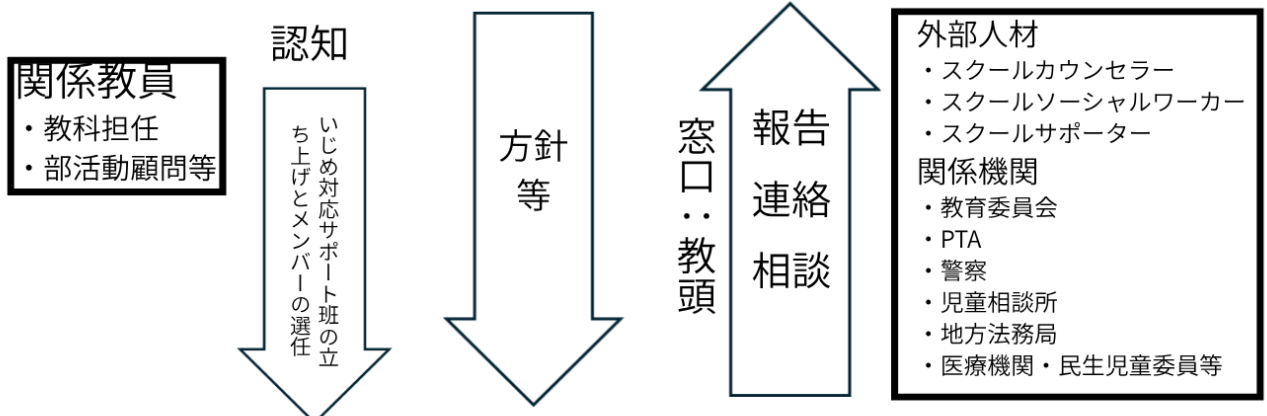 関係教員
・教科担任
・部活動顧問等
認知
いじめ対応サポート班の立
ち上げとメンバーの選任
方針
等
窓口：教頭
報告
連絡
相談
外部人材
・スクールカウンセラー
・スクールソーシャルワーカー
・スクールサポーター
関係機関
・教育委員会
・PTA
・警察
・児童相談所
・地方法務局
・医療機関・民生児童委員等